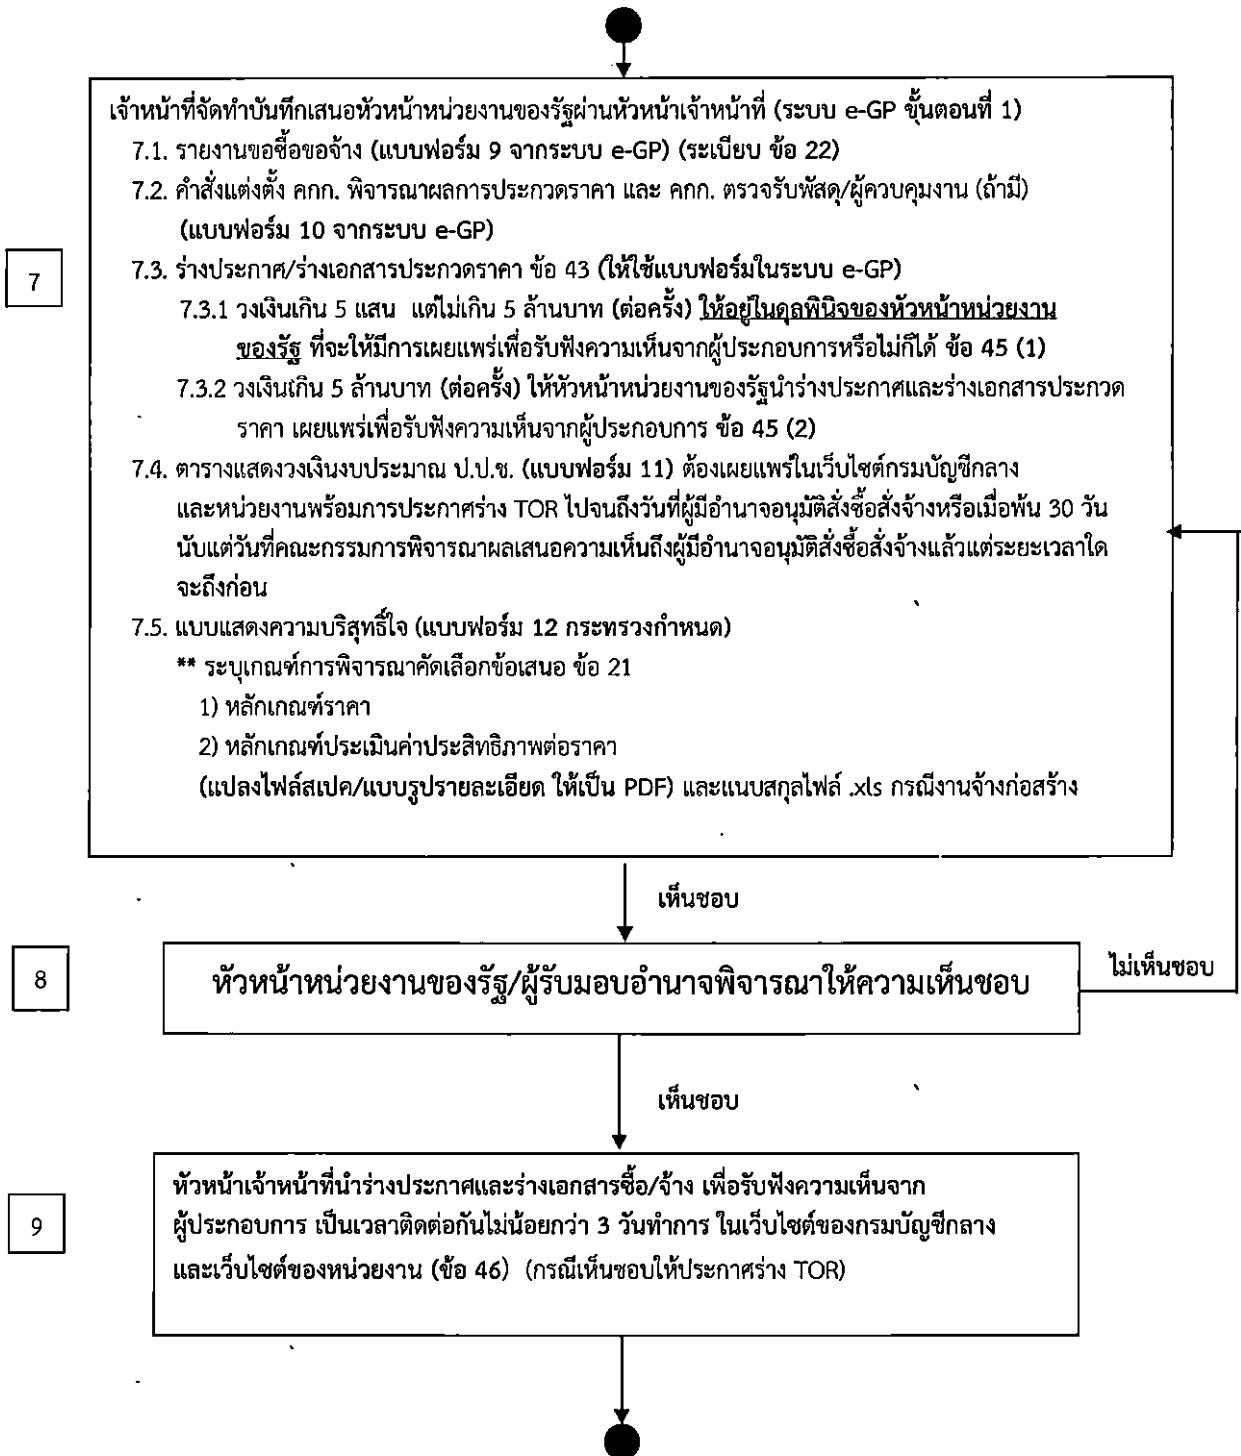 เจ้าหน้าที่จัดทำบันทึกเสนอหัวหน้าหน่วยงานของรัฐผ่านหัวหน้าเจ้าหน้าที่ (ระบบ e-GP ขั้นตอนที่ 1)
7.1. รายงานขอซื้อขอจ้าง (แบบฟอร์ม 9 จากระบบ e-GP) (ระเบียบ ข้อ 22)
7.2. คำสั่งแต่งตั้ง คกก. พิจารณาผลการประกวดราคา และ คกก. ตรวจรับพัสดุ/ผู้ควบคุมงาน (ถ้ามี)
(แบบฟอร์ม 10 จากระบบ e-GP)
7
7.3. ร่างประกาศ/ร่างเอกสารประกวดราคา ข้อ 43 (ให้ใช้แบบฟอร์มในระบบ e-GP)
7.3.1 วงเงินเกิน 5 แสน แต่ไม่เกิน 5 ล้านบาท (ต่อครั้ง) ให้อยู่ในดุลพินิจของหัวหน้าหน่วยงาน
ของรัฐ ที่จะให้มีการเผยแพร่เพื่อรับฟังความเห็นจากผู้ประกอบการหรือไม่ก็ได้ ข้อ 45 (1)
7.3.2 วงเงินเกิน 5 ล้านบาท (ต่อครั้ง) ให้หัวหน้าหน่วยงานของรัฐนำร่างประกาศและร่างเอกสารประกวด
ราคา เผยแพร่เพื่อรับฟังความเห็นจากผู้ประกอบการ ข้อ 45 (2)
7.4. ตารางแสดงวงเงินงบประมาณ ป.ป.ช. (แบบฟอร์ม 11) ต้องเผยแพร่ในเว็บไซต์กรมบัญชีกลาง
และหน่วยงานพร้อมการประกาศร่าง TOR ไปจนถึงวันที่ผู้มีอำนาจอนุมัติสั่งซื้อสั่งจ้างหรือเมื่อพ้น 30 วัน
นับแต่วันที่คณะกรรมการพิจารณาผลเสนอความเห็นถึงผู้มีอำนาจอนุมัติสั่งซื้อสั่งจ้างแล้วแต่ระยะเวลาใด
จะถึงก่อน
7.5. แบบแสดงความบริสุทธิ์ใจ (แบบฟอร์ม 12 กระทรวงกำหนด)
** ระบุเกณฑ์การพิจารณาคัดเลือกข้อเสนอ ข้อ 21
1) หลักเกณฑ์ราคา
2) หลักเกณฑ์ประเมินค่าประสิทธิภาพต่อราคา
(แปลงไฟล์สเปค/แบบรูปรายละเอียด ให้เป็น PDF) และแนบสกุลไฟล์ .xls กรณีงานจ้างก่อสร้าง
เห็นชอบ
8
หัวหน้าหน่วยงานของรัฐ/ผู้รับมอบอำนาจพิจารณาให้ความเห็นชอบ
ไม่เห็นชอบ
เห็นชอบ
9
หัวหน้าเจ้าหน้าที่นำร่างประกาศและร่างเอกสารซื้อ/จ้าง เพื่อรับฟังความเห็นจาก
ผู้ประกอบการ เป็นเวลาติดต่อกันไม่น้อยกว่า 3 วันทำการ ในเว็บไซต์ของกรมบัญชีกลาง
และเว็บไซต์ของหน่วยงาน (ข้อ 46) (กรณีเห็นชอบให้ประกาศร่าง TOR)